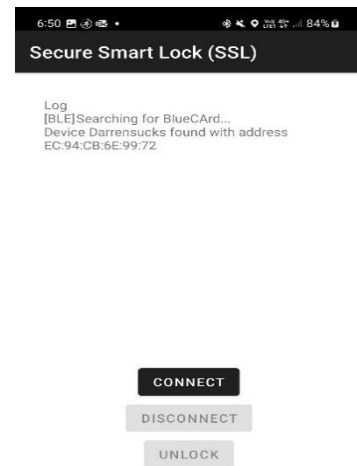 6:50
84%
Secure Smart Lock (SSL)
Log
[BLE]Searching for BlueCArd...
Device Darrensucks found with address
EC:94:CB:6E:99:72
CONNECT
DISCONNECT
UNLOCK